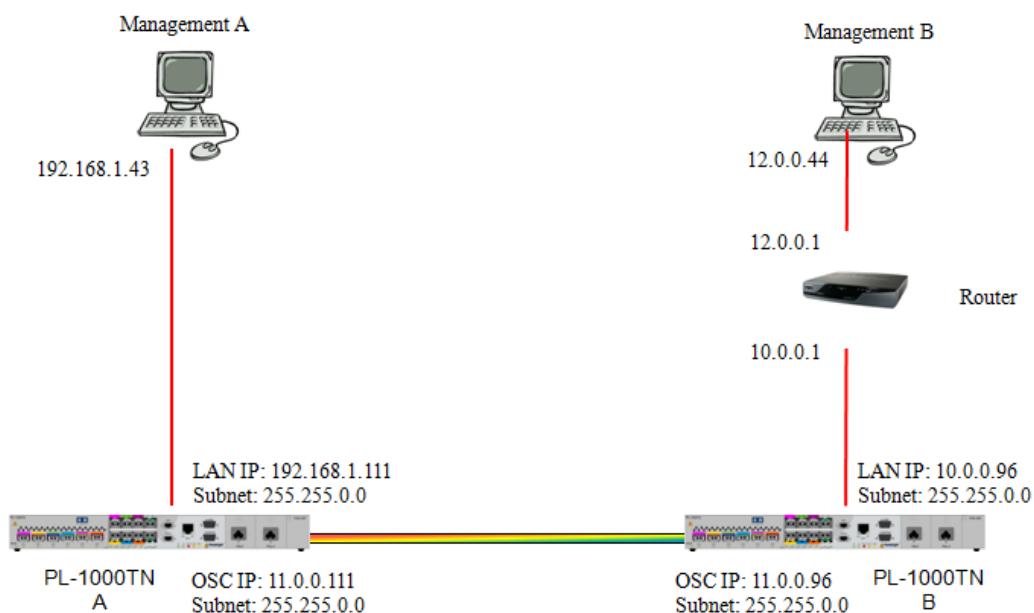 Management A
Management B
192.168.1.43
12.0.0.44
12.0.0.1
Router
10.0.0.1
LAN IP: 192.168.1.111
Subnet: 255.255.0.0
LAN IP: 10.0.0.96
Subnet: 255.255.0.0
PL-1000TN
A
OSC IP: 11.0.0.111
Subnet: 255.255.0.0
OSC IP: 11.0.0.96
Subnet: 255.255.0.0
PL-1000TN
B